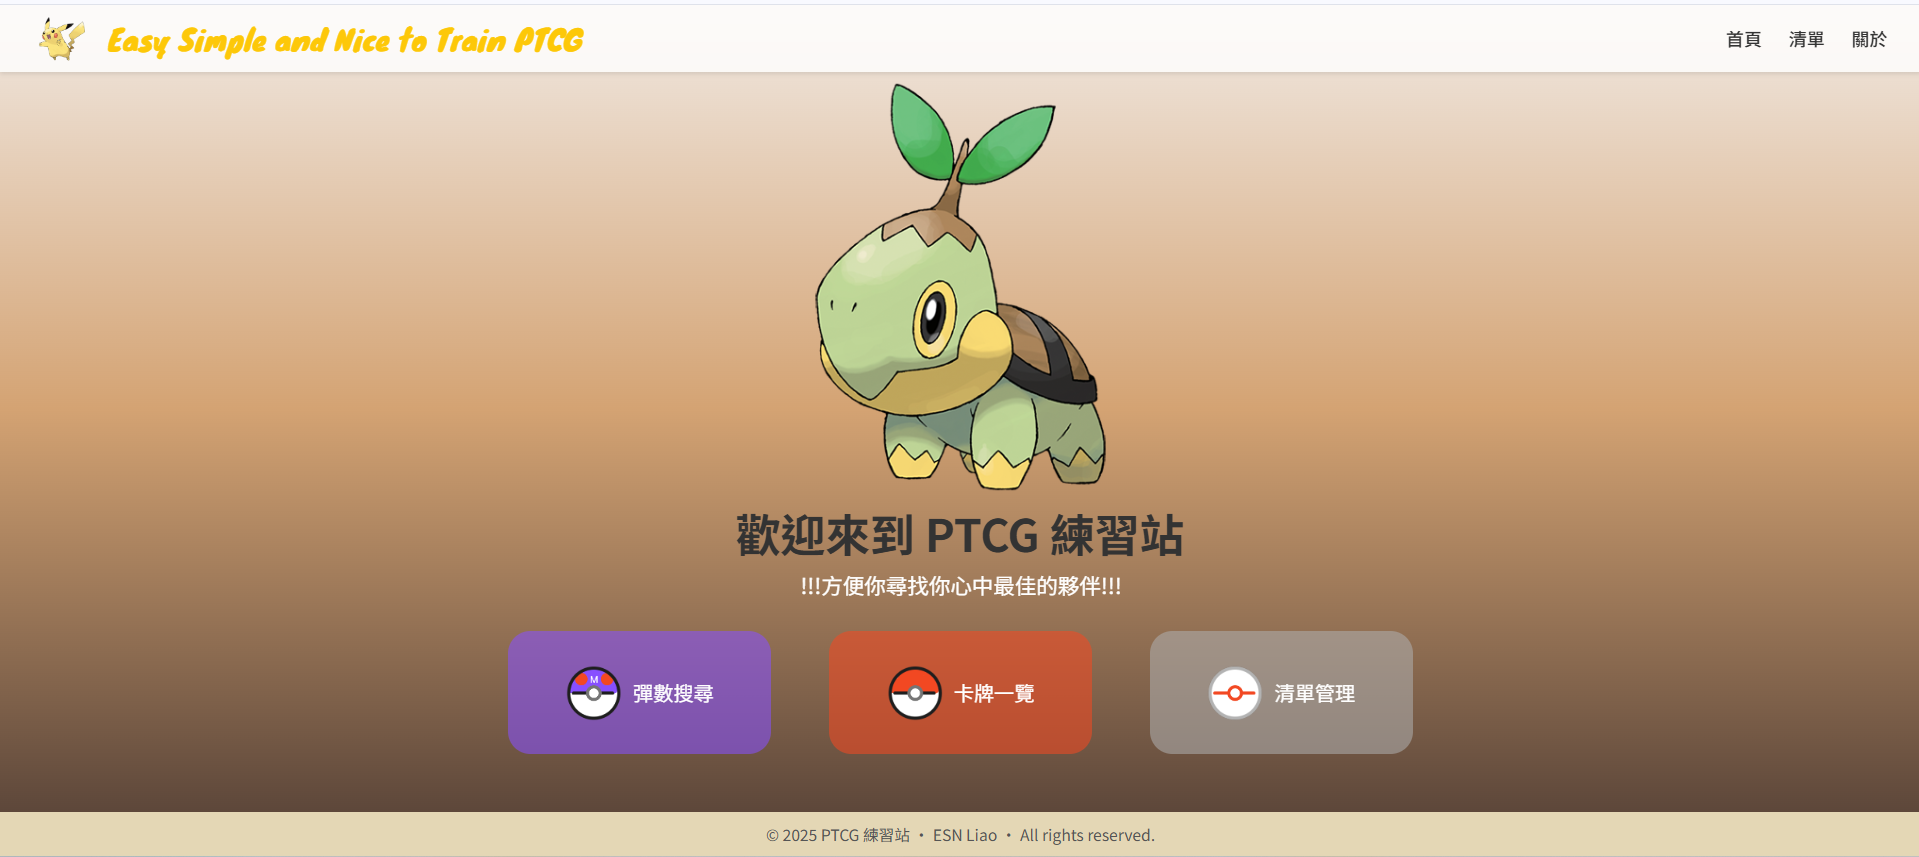 Easy Simple and Nice to Train PTCG
首頁 清單 關於
歡迎來到 PTCG 練習站
!!!方便你尋找你心中最佳的夥伴!!!
M
彈數搜尋
卡牌一覽
清單管理
© 2025 PTCG 練習站 • ESN Liao • All rights reserved.